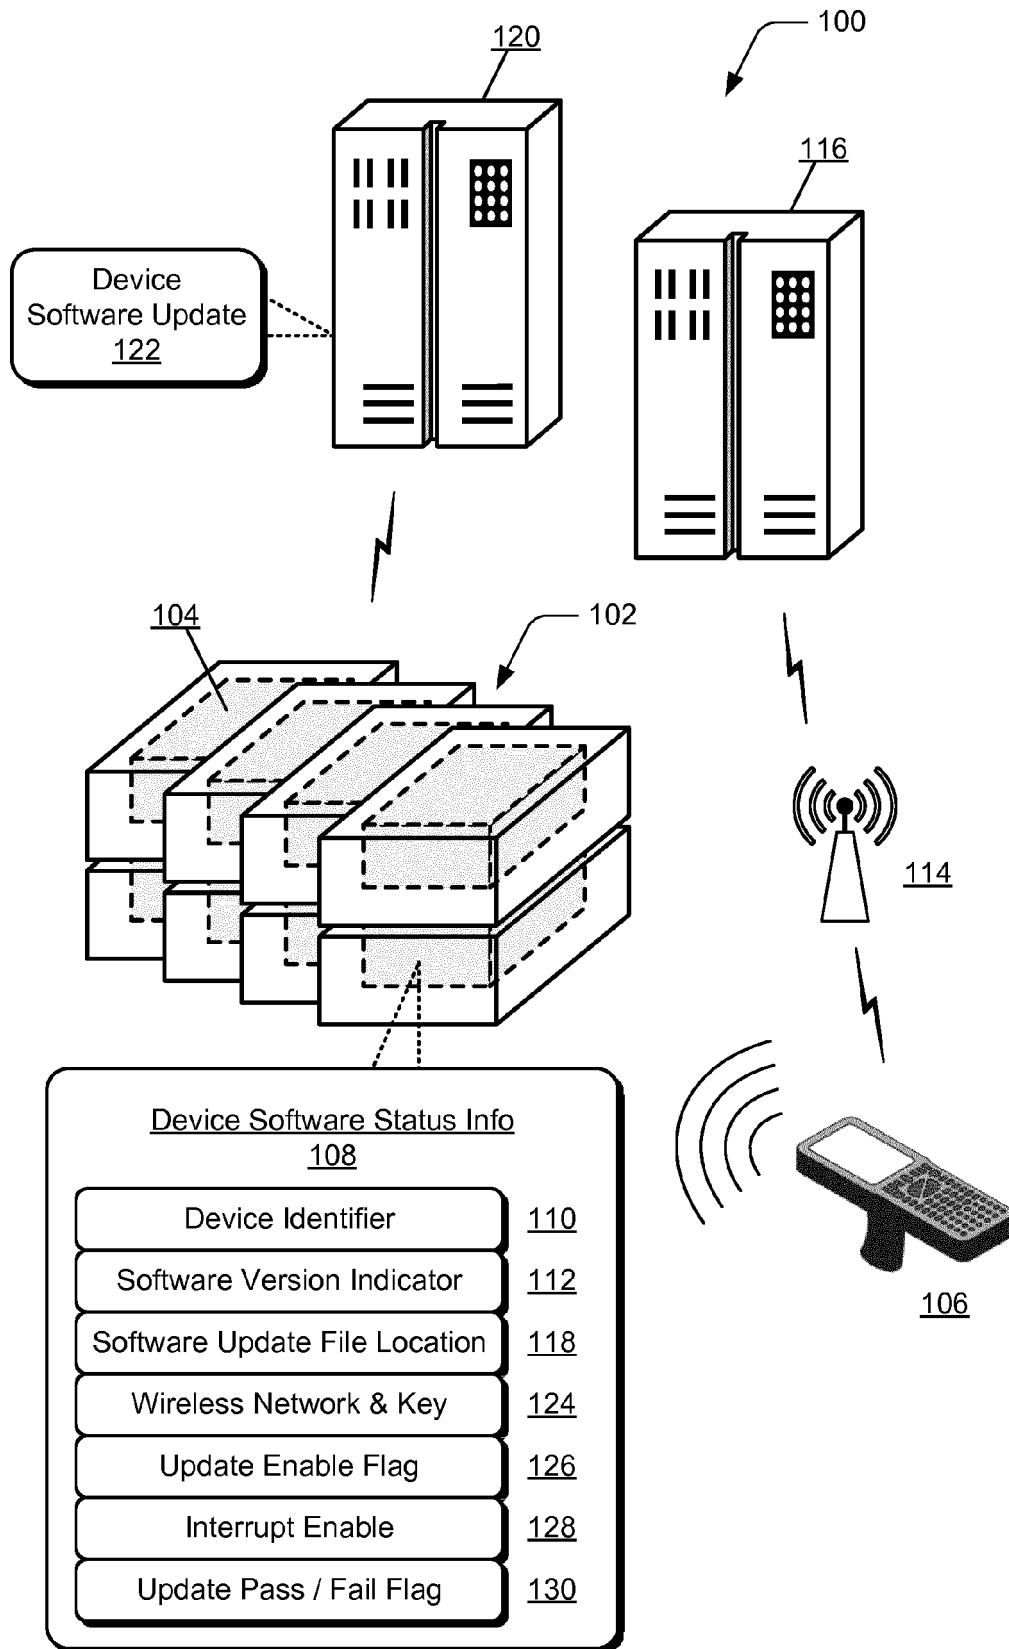 120
100
116
Device
Software Update
122
104
102
114
Device Software Status Info
108
Device Identifier 110
Software Version Indicator 112
106
Software Update File Location 118
Wireless Network & Key 124
Update Enable Flag 126
Interrupt Enable 128
Update Pass / Fail Flag 130